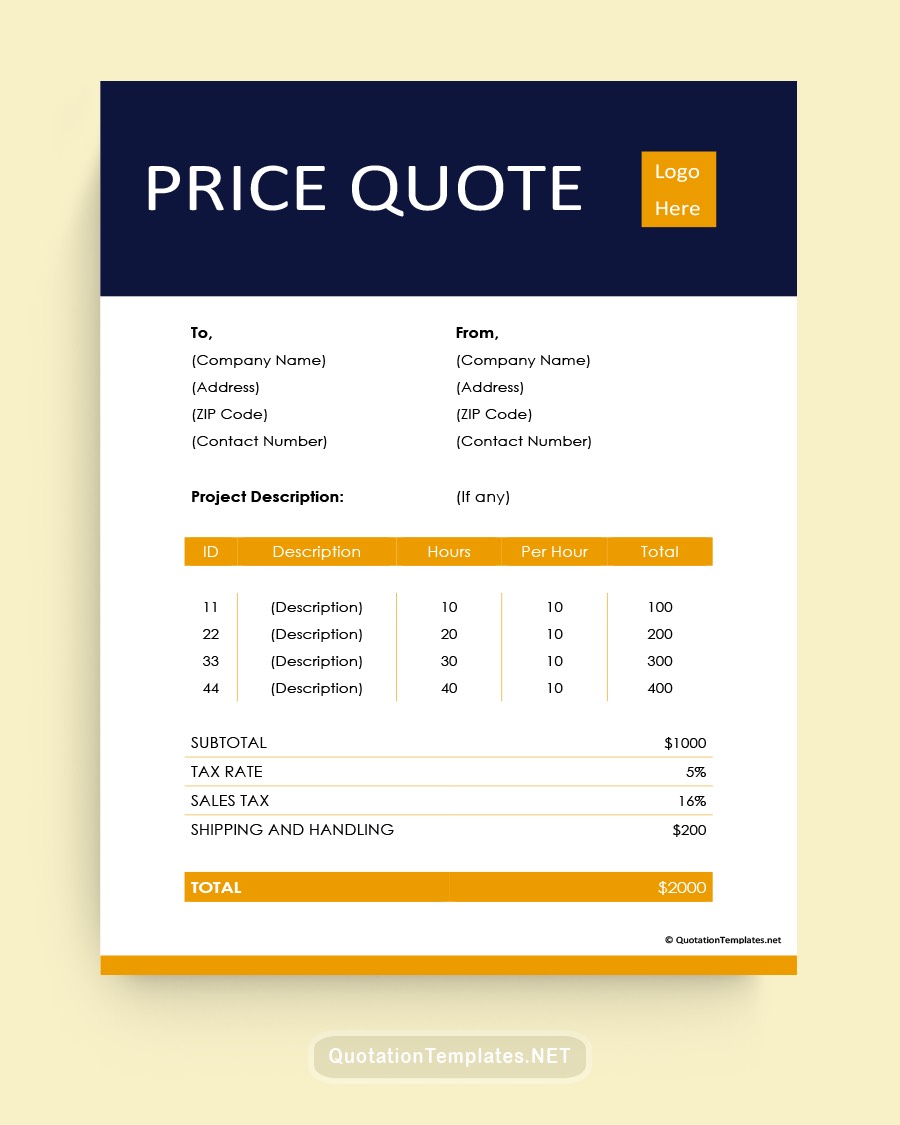 PRICE QUOTE
Logo
Here
To, From,
(Company Name) (Company Name)
(Address) (Address)
(ZIP Code) (ZIP Code)
(Contact Number) (Contact Number)
Project Description: (If any)
ID Description Hours Per Hour Total
11 (Description) 10 10 100
22 (Description) 20 10 200
33 (Description) 30 10 300
44 (Description) 40 10 400
SUBTOTAL $1000
TAX RATE 5%
SALES TAX 16%
SHIPPING AND HANDLING $200
TOTAL $2000
© QuotationTemplates.net
QuotationTemplates.NET